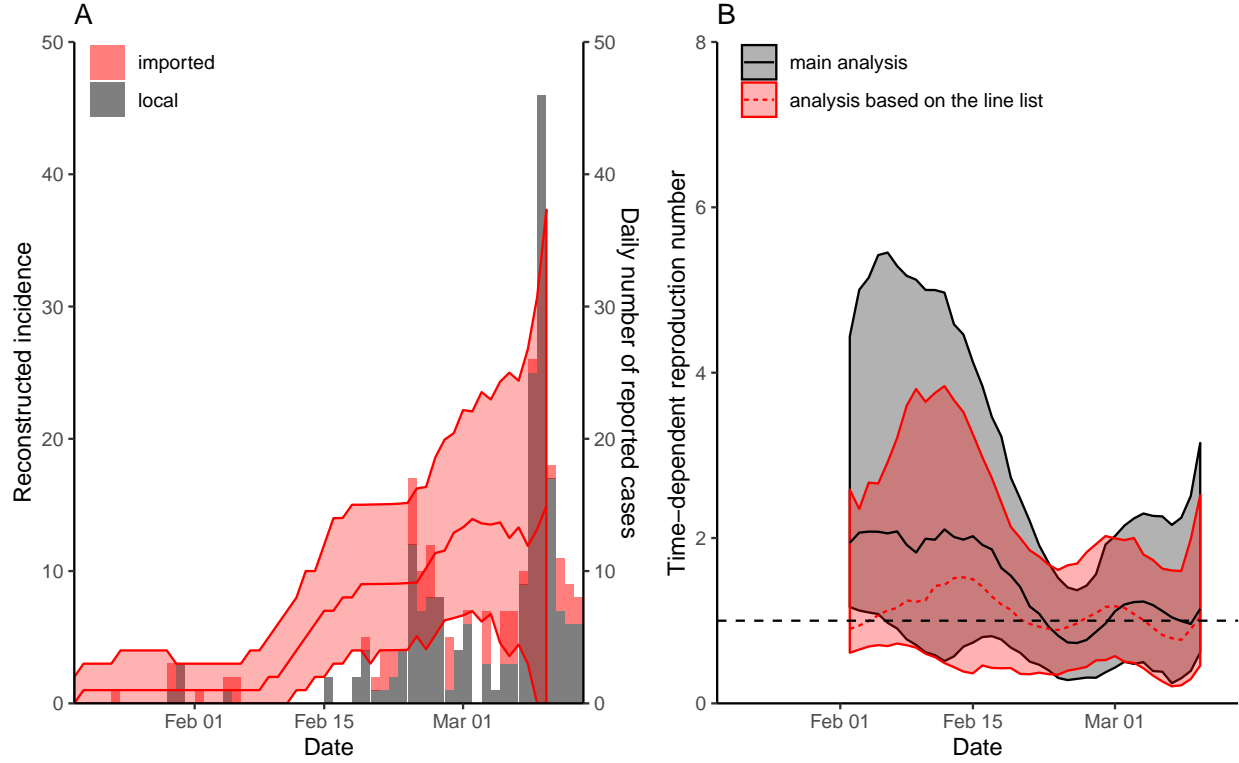 A
imported
local
50
40
30
20
10
0
50
40
30
20
10
0
Reconstructed incidence
Daily number of reported cases
Feb 01
Feb 15
Mar 01
Date
B
main analysis
analysis based on the line list
8
6
4
2
0
Time−dependent reproduction number
Feb 01
Feb 15
Mar 01
Date